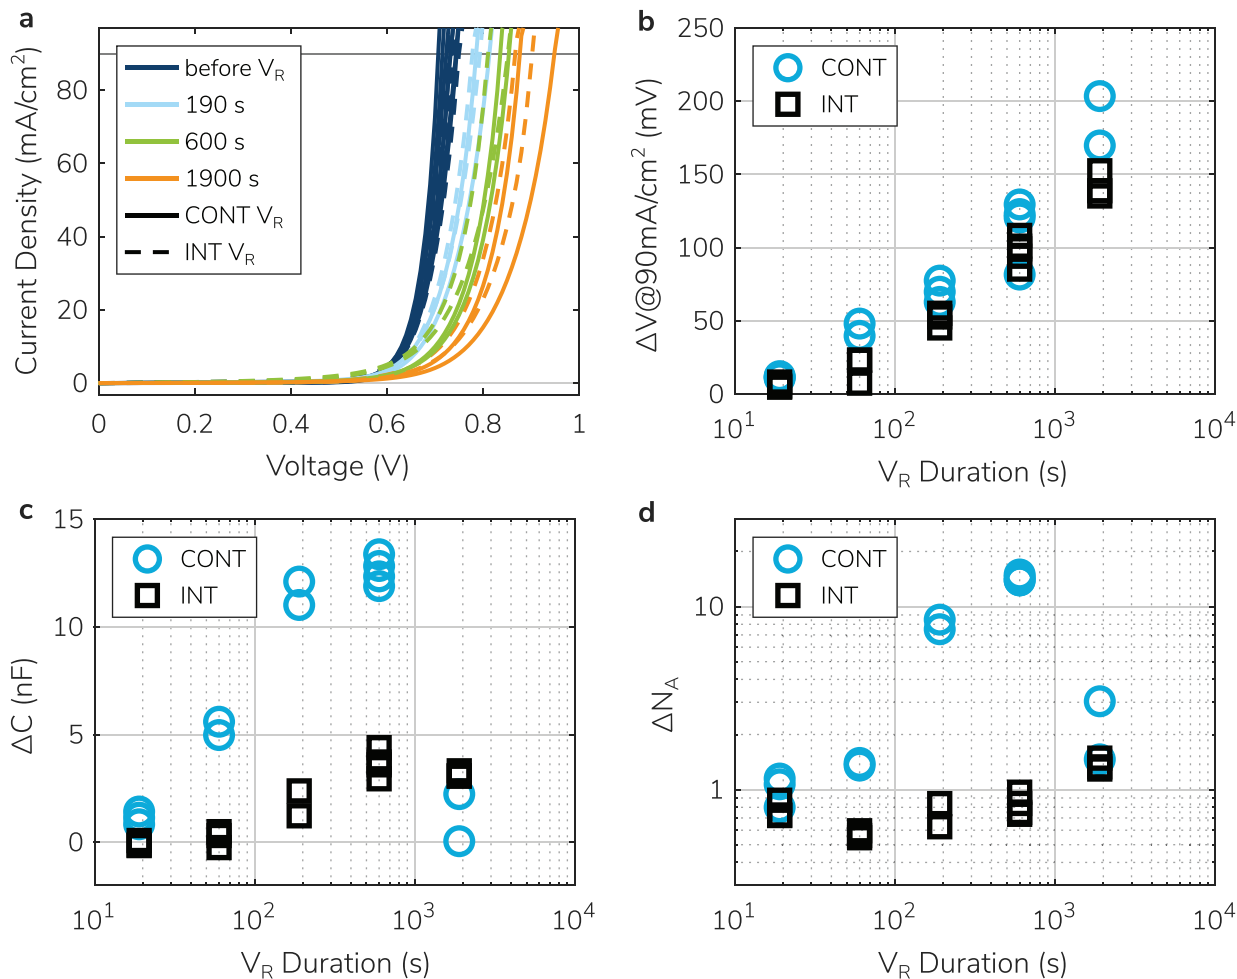 a
Current Density (mA/cm²)
80
60
40
20
0
before V_R
190 s
600 s
1900 s
CONT V_R
INT V_R
0 0.2 0.4 0.6 0.8 1
Voltage (V)
b
ΔV@90mA/cm² (mV)
250
200
150
100
50
0
CONT
INT
10¹ 10² 10³ 10⁴
V_R Duration (s)
c
ΔC (nF)
15
10
5
0
CONT
INT
10¹ 10² 10³ 10⁴
V_R Duration (s)
d
ΔN_A
10
1
CONT
INT
10¹ 10² 10³ 10⁴
V_R Duration (s)